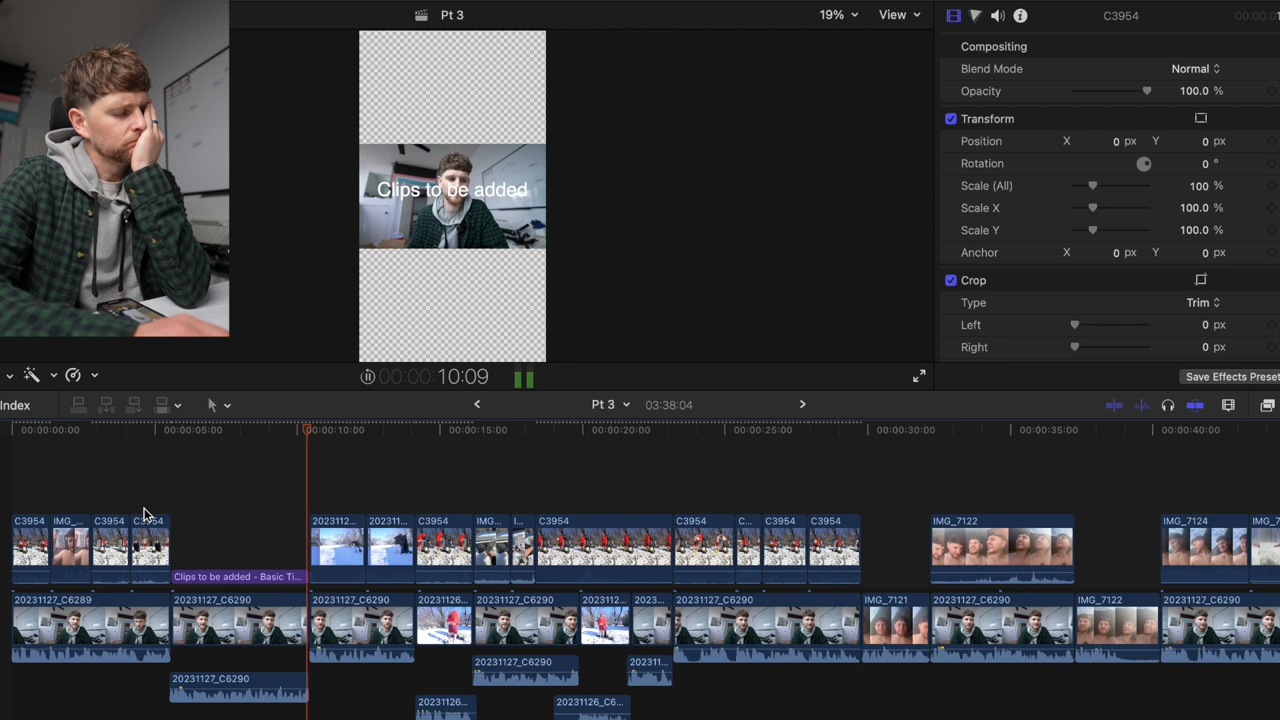 Pt 3
19%
View
C3954
00:00:0
Compositing
Blend Mode Normal
Opacity 100.0 %
Transform
Position X 0 px Y 0 px
Rotation 0 °
Scale (All) 100 %
Scale X 100.0 %
Scale Y 100.0 %
Anchor X 0 px Y 0 px
Crop
Type Trim
Left 0 px
Right 0 px
Save Effects Preset
Clips to be added
00:00:00:10:09
Index
Pt 3
03:38:04
00:00:00:00 00:00:05:00 00:00:10:00 00:00:15:00 00:00:20:00 00:00:25:00 00:00:30:00 00:00:35:00 00:00:40:00
C3954 IMG_... C3954 C3954 2023112... 202311... C3954 IMG... I... C3954 C3954 C... C3954 C3954 IMG_7122 IMG_7124 IMG_7
Clips to be added - Basic Ti...
20231127_C6289 20231127_C6290 20231127_C6290 20231126... 20231127_C6290 2023112... 2023... 20231127_C6290 IMG_7121 20231127_C6290 IMG_7122 20231127_C6290
20231127_C6290 202311...
20231127_C6290
20231126... 20231126_C6...